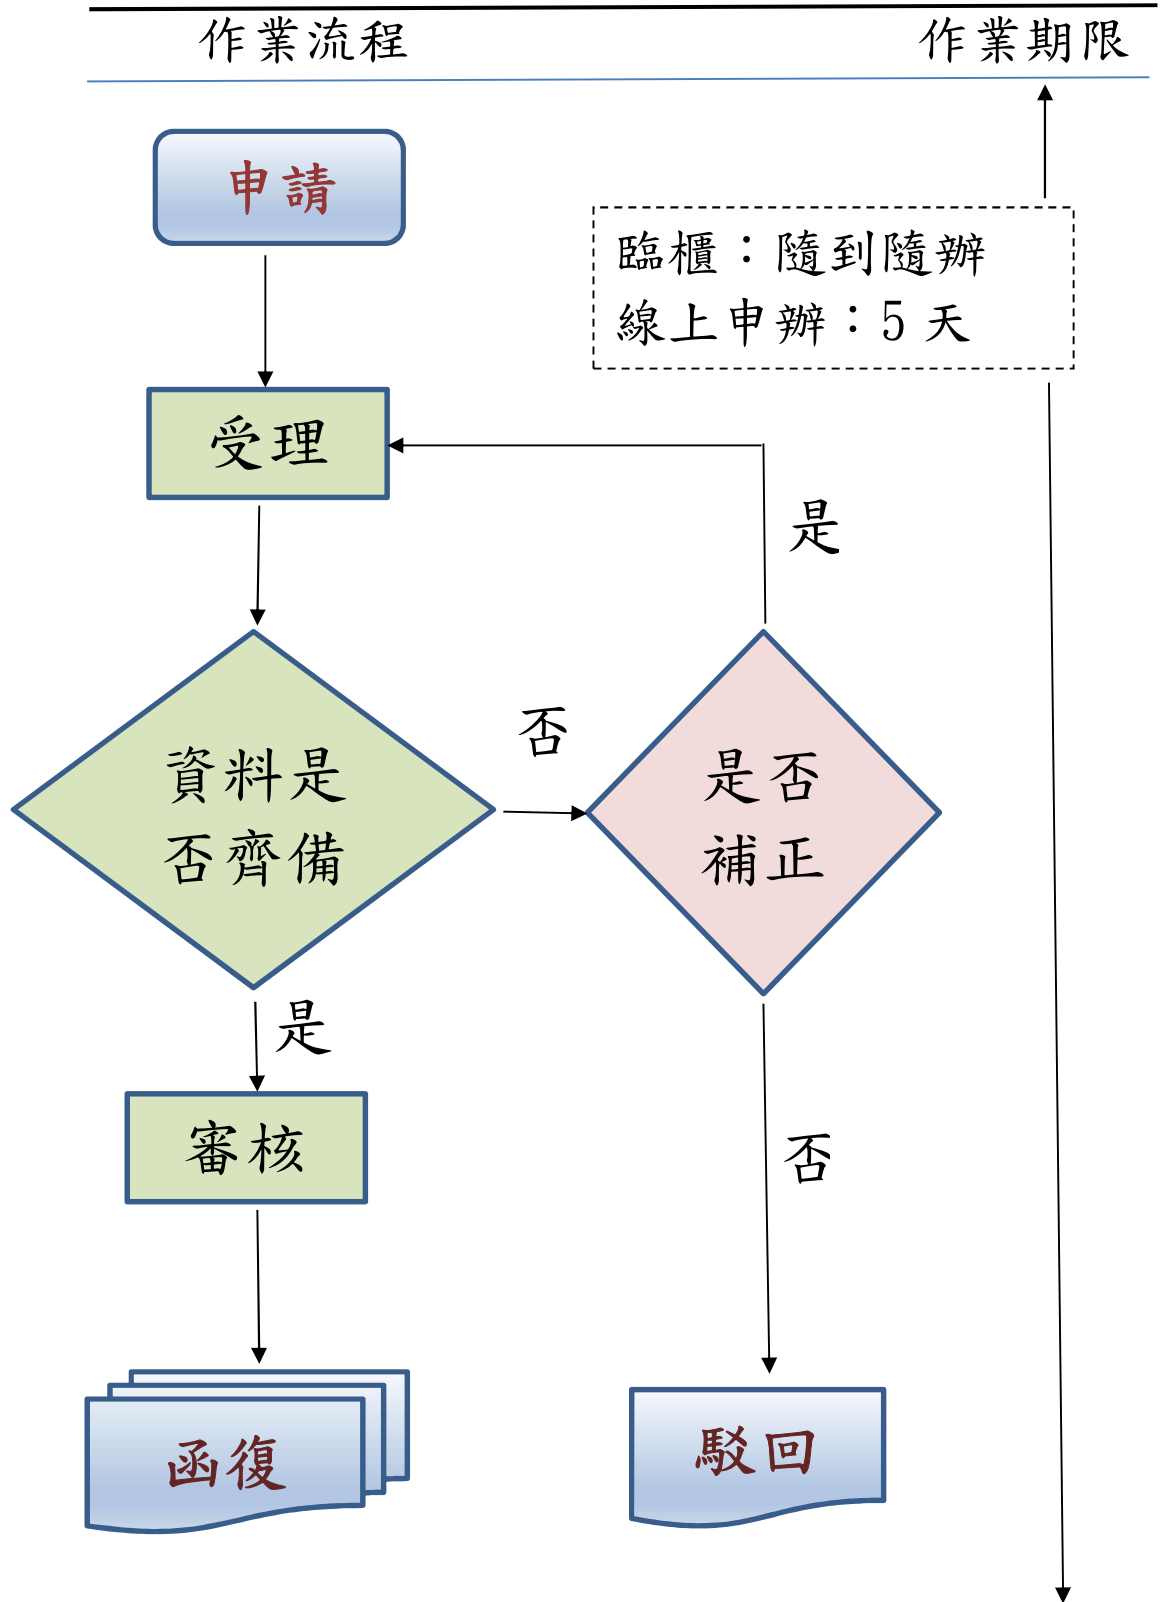 作業流程
作業期限
申請
臨櫃：隨到隨辦
線上申辦：5 天
受理
是
否
資料是
否齊備
是否
補正
是
審核
否
函復
駁回